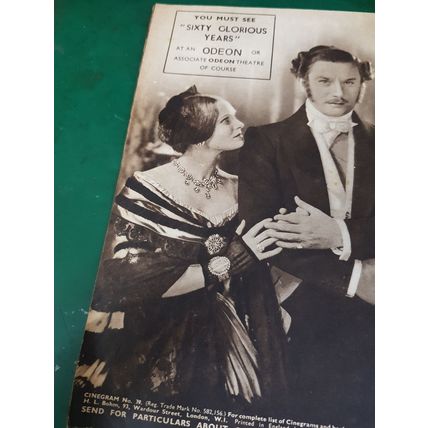 YOU MUST SEE
"SIXTY GLORIOUS
YEARS"
AT AN ODEON OR
ASSOCIATE ODEON THEATRE
OF COURSE
CINEGRAM No. 39. (Reg. Trade Mark No. 582,156.) For complete list of Cinegrams and
H. L. Bohm, 93, Wardour Street, London, W.1. Printed in England
SEND FOR PARTICULARS ABOUT